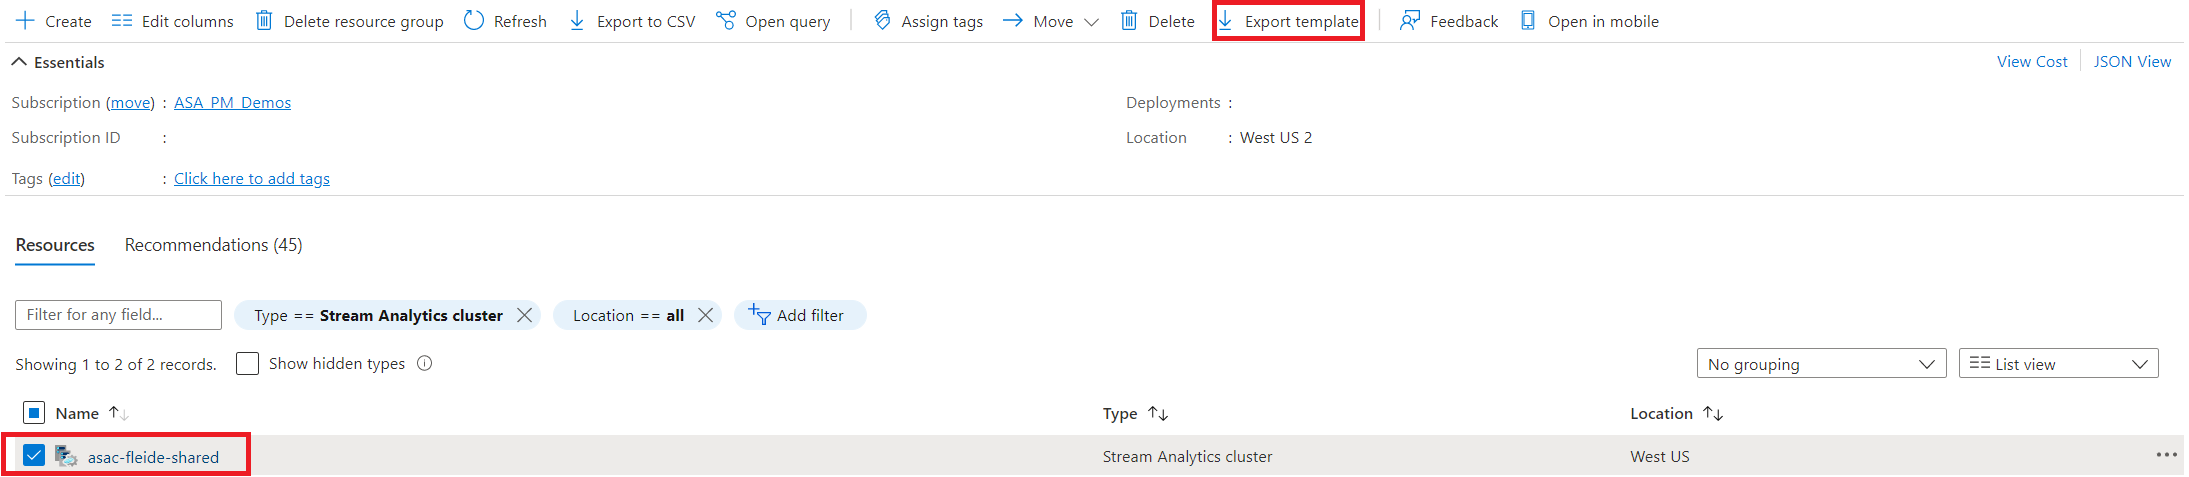 Create Edit columns Delete resource group Refresh Export to CSV Open query Assign tags Move Delete Export template Feedback Open in mobile
Essentials View Cost JSON View
Subscription (move) : ASA_PM_Demos Deployments :
Subscription ID : Location : West US 2
Tags (edit) : Click here to add tags
Resources Recommendations (45)
Filter for any field... Type == Stream Analytics cluster Location == all Add filter
Showing 1 to 2 of 2 records. Show hidden types No grouping List view
Name Type Location
asac-fleide-shared Stream Analytics cluster West US